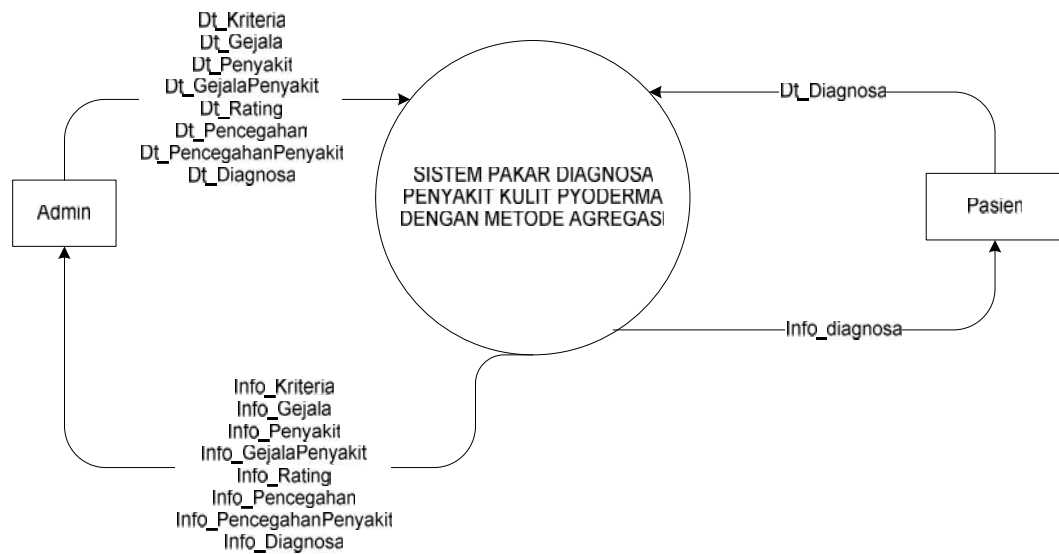 Dt_Kriteria
Dt_Gejala
Dt_Penyakit
Dt_GejalaPenyakit
Dt_Rating
Dt_Pencegahan
Dt_PencegahanPenyakit
Dt_Diagnosa
Admin
SISTEM PAKAR DIAGNOSA
PENYAKIT KULIT PYODERMA
DENGAN METODE AGREGASI
Dt_Diagnosa
Pasien
Info_diagnosa
Info_Kriteria
Info_Gejala
Info_Penyakit
Info_GejalaPenyakit
Info_Rating
Info_Pencegahan
Info_PencegahanPenyakit
Info_Diagnosa